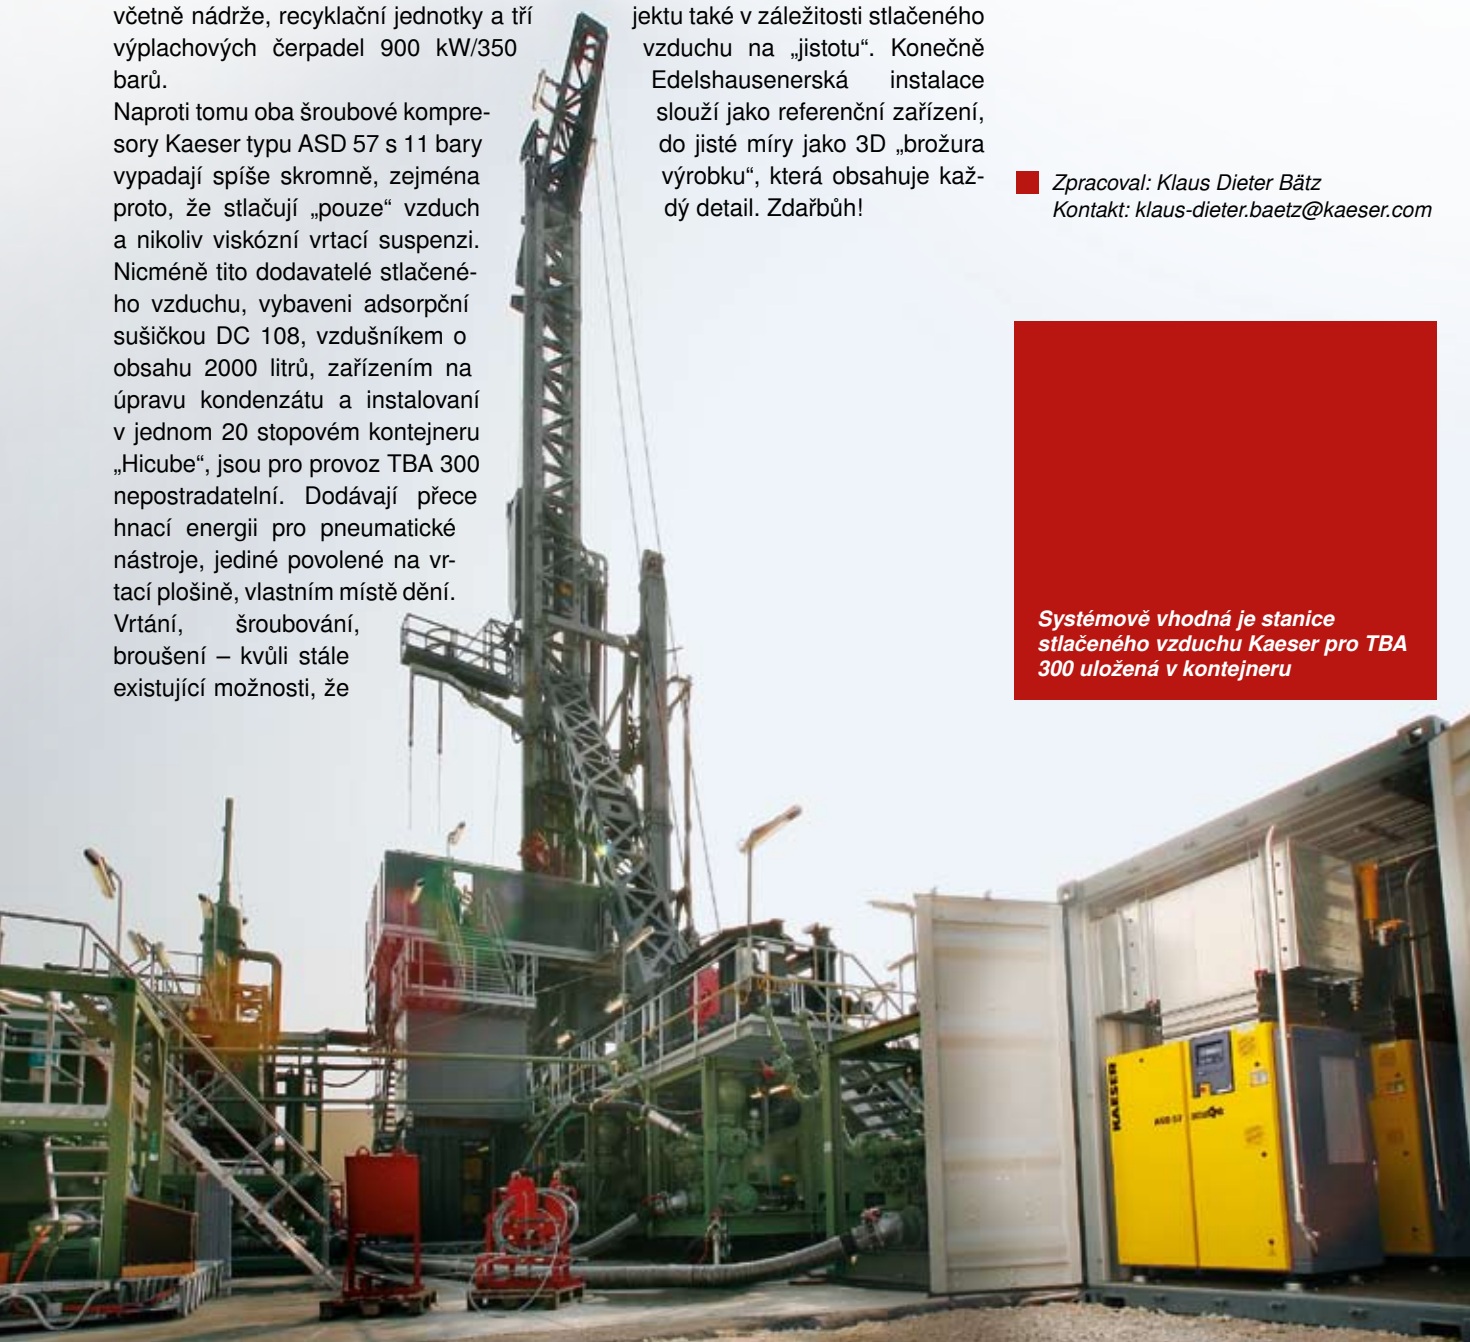 včetně nádrže, recyklační jednotky a tří
výplachových čerpadel 900 kW/350
barů.
Naproti tomu oba šroubové kompre-
sory Kaeser typu ASD 57 s 11 bary
vypadají spíše skromně, zejména
proto, že stlačují „pouze“ vzduch
a nikoliv viskózní vrtací suspenzi.
Nicméně tito dodavatelé stlačené-
ho vzduchu, vybaveni adsorpční
sušičkou DC 108, vzdušníkem o
obsahu 2000 litrů, zařízením na
úpravu kondenzátu a instalovaní
v jednom 20 stopovém kontejneru
„Hicube“, jsou pro provoz TBA 300
nepostradatelní. Dodávají přece
hnací energii pro pneumatické
nástroje, jediné povolené na vr-
tací plošině, vlastním místě dění.
Vrtání, šroubování,
broušení – kvůli stále
existující možnosti, že
jektu také v záležitosti stlačeného
vzduchu na „jistotu“. Konečně
Edelshausenerská instalace
slouží jako referenční zařízení,
do jisté míry jako 3D „brožura
výrobku“, která obsahuje kaž-
dý detail. Zdařbůh!
Zpracoval: Klaus Dieter Bätz
Kontakt: klaus-dieter.baetz@kaeser.com
Systémově vhodná je stanice
stlačeného vzduchu Kaeser pro TBA
300 uložená v kontejneru
KAESER